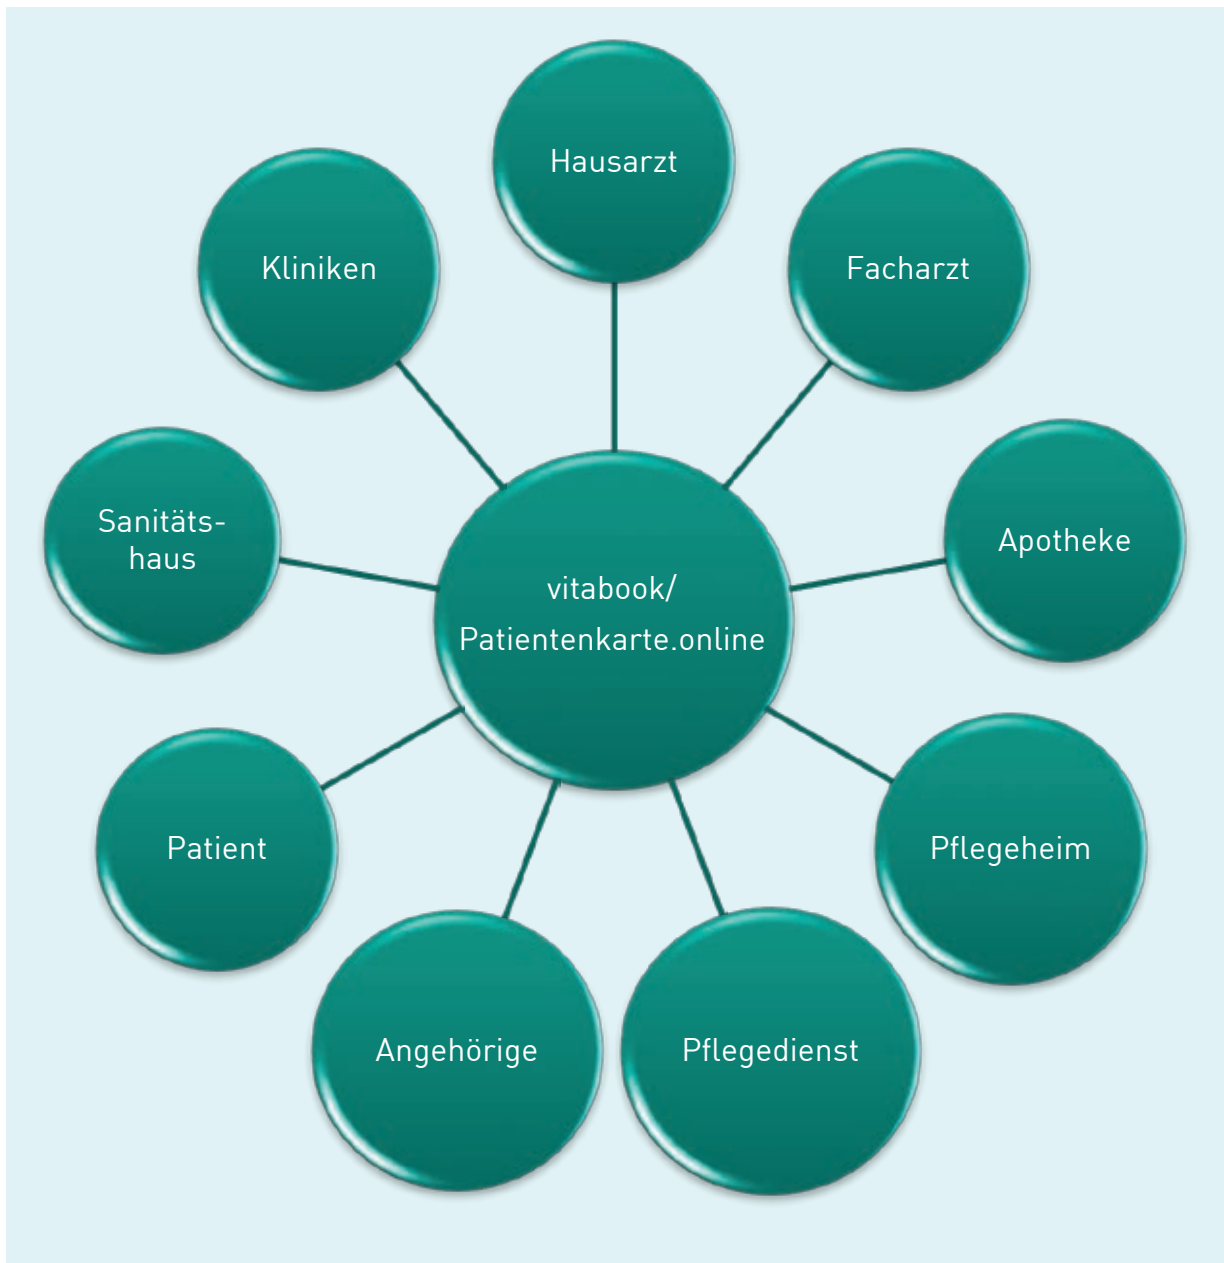 Hausarzt
Kliniken
Facharzt
Sanitäts-
haus
Apotheke
vitabook/
Patientenkarte.online
Patient
Pflegeheim
Angehörige
Pflegedienst